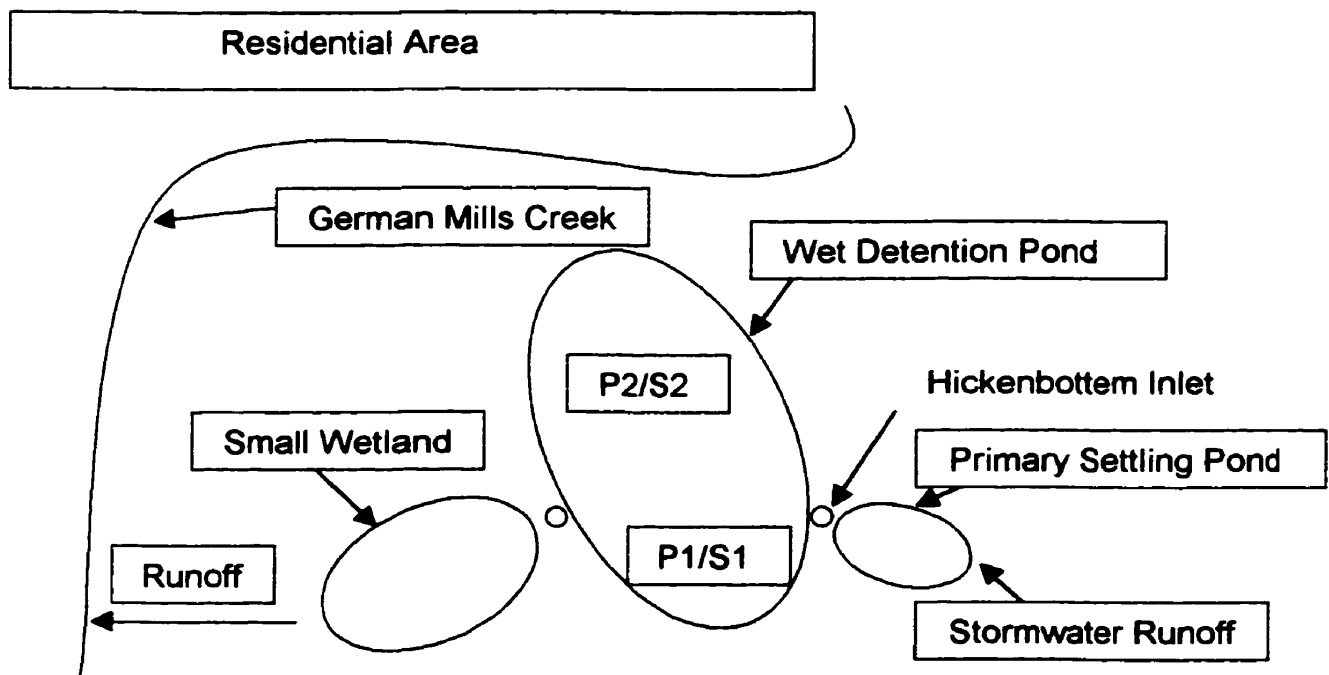 Residential Area
German Mills Creek
Wet Detention Pond
P2/S2
Hickenbottem Inlet
Small Wetland
Primary Settling Pond
P1/S1
Runoff
Stormwater Runoff